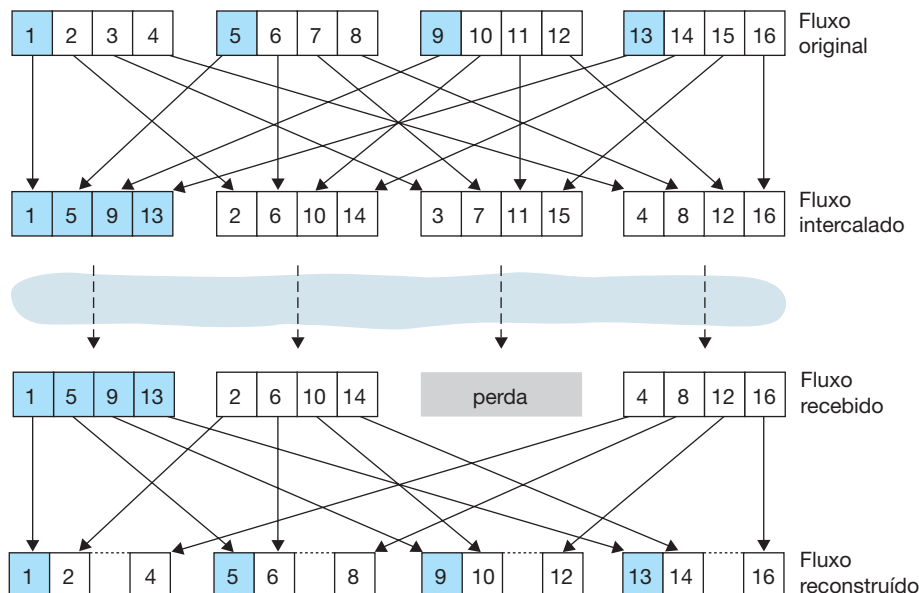 1 2 3 4 5 6 7 8 9 10 11 12 13 14 15 16 Fluxo
original
1 5 9 13 2 6 10 14 3 7 11 15 4 8 12 16 Fluxo
intercalado
1 5 9 13 2 6 10 14 perda 4 8 12 16 Fluxo
recebido
1 2 4 5 6 8 9 10 12 13 14 16 Fluxo
reconstruído